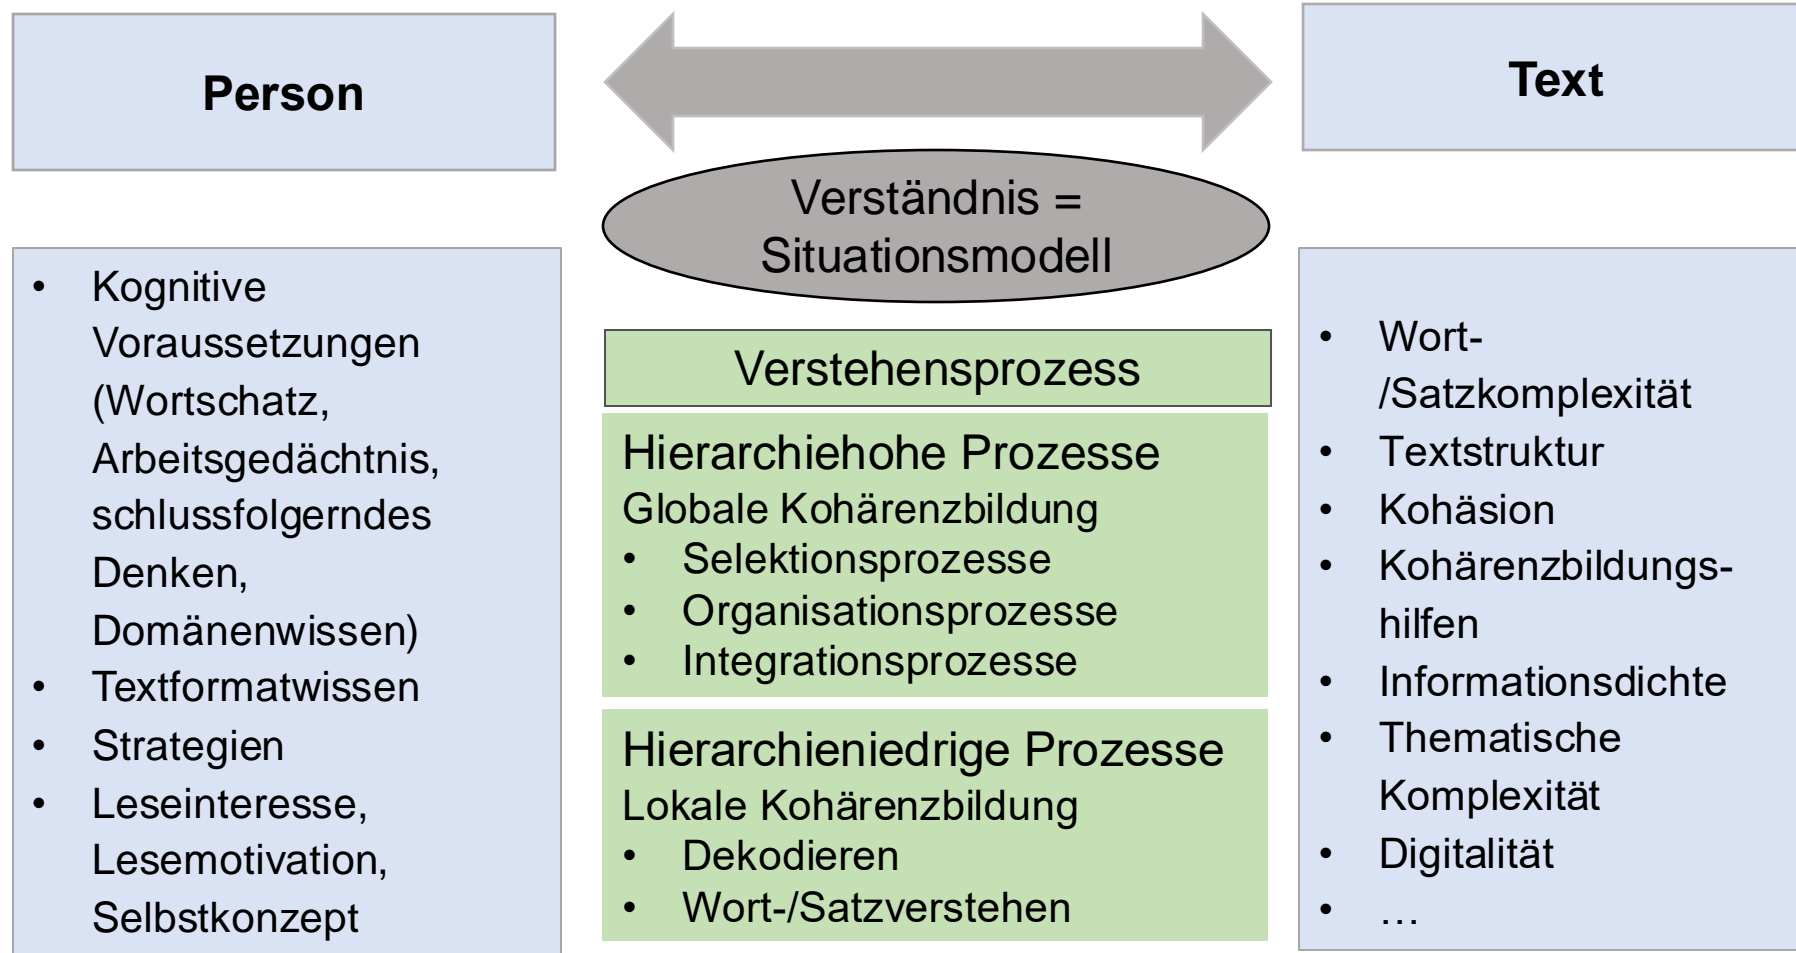 Person
• Kognitive
Voraussetzungen
(Wortschatz,
Arbeitsgedächtnis,
schlussfolgerndes
Denken,
Domänenwissen)
• Textformatwissen
• Strategien
• Leseinteresse,
Lesemotivation,
Selbstkonzept
Verständnis =
Situationsmodell
Verstehensprozess
Hierarchiehohe Prozesse
Globale Kohärenzbildung
• Selektionsprozesse
• Organisationsprozesse
• Integrationsprozesse
Hierarchieniedrige Prozesse
Lokale Kohärenzbildung
• Dekodieren
• Wort-/Satzverstehen
Text
• Wort-
/Satzkomplexität
• Textstruktur
• Kohäsion
• Kohärenzbildungs-
hilfen
• Informationsdichte
• Thematische
Komplexität
• Digitalität
• …